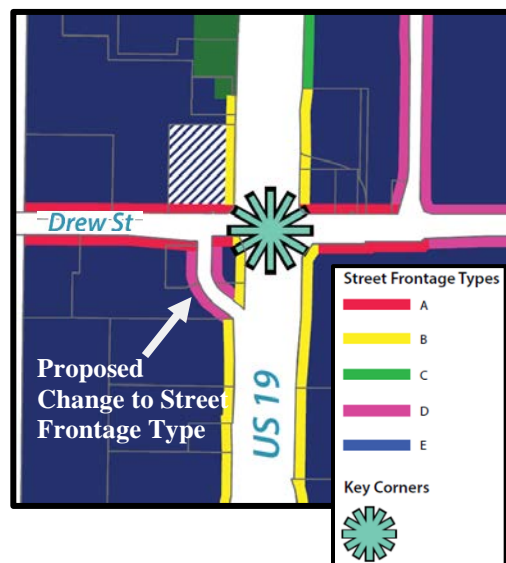 Drew St
Proposed
Change to Street
Frontage Type
US 19
Street Frontage Types
A
B
C
D
E
Key Corners